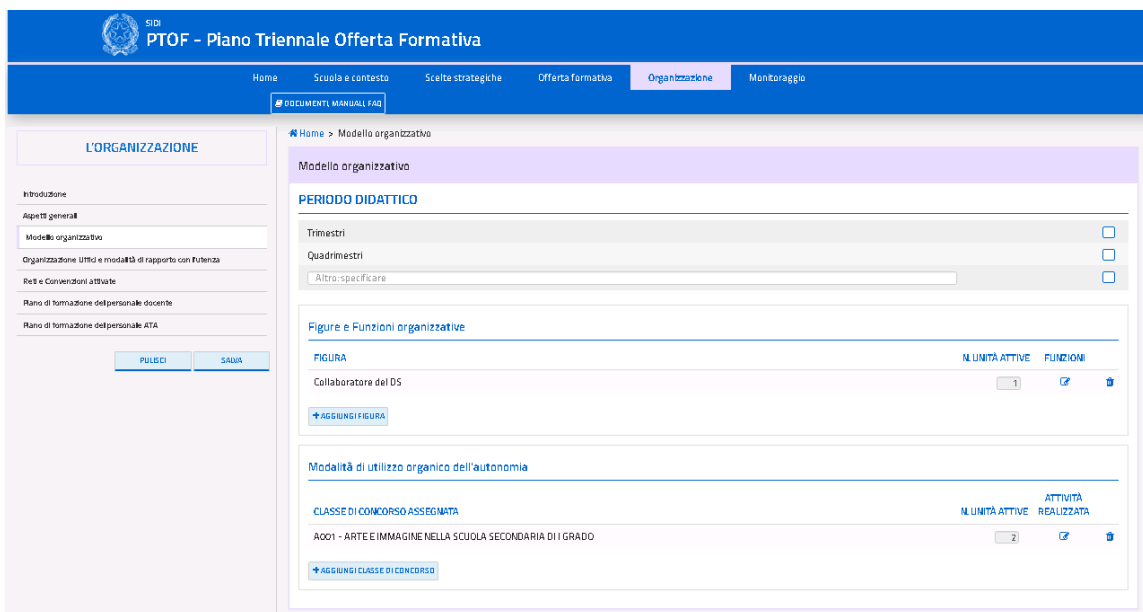 SIDI
PTOF - Piano Triennale Offerta Formativa
Home Scuola e contesto Scelte strategiche Offerta formativa Organizzazione Monitoraggio
DOCUMENTI, MANUALI, FAQ
L'ORGANIZZAZIONE
Introduzione
Aspetti generali
Modello organizzativo
Organizzazione Uffici e modalità di rapporto con l'utenza
Reti e Convenzioni attivate
Piano di formazione del personale docente
Piano di formazione del personale ATA
PULISCI SALVA
Home > Modello organizzativo
Modello organizzativo
PERIODO DIDATTICO
Trimestri
Quadrimestri
Altro: specificare
Figure e Funzioni organizzative
FIGURA N. UNITÀ ATTIVE FUNZIONI
Collaboratore del DS 1
+ AGGIUNGI FIGURA
Modalità di utilizzo organico dell'autonomia
CLASSE DI CONCORSO ASSEGNATA N. UNITÀ ATTIVE ATTIVITÀ REALIZZATA
A001 - ARTE E IMMAGINE NELLA SCUOLA SECONDARIA DI I GRADO 2
+ AGGIUNGI CLASSE DI CONCORSO